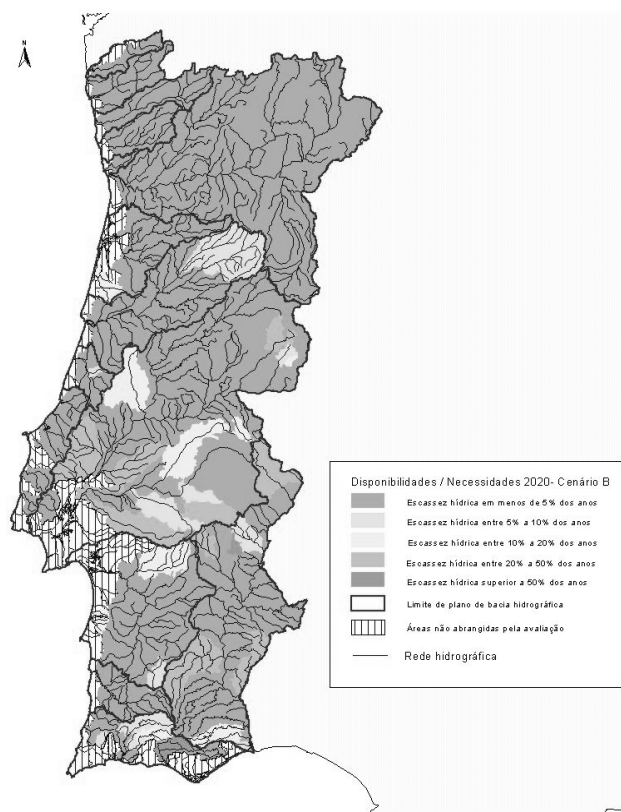 N
Disponibilidades / Necessidades 2020- Cenário B
Escassez hídrica em menos de 5% dos anos
Escassez hídrica entre 5% a 10% dos anos
Escassez hídrica entre 10% a 20% dos anos
Escassez hídrica entre 20% a 50% dos anos
Escassez hídrica superior a 50% dos anos
Limite de plano de bacia hidrográfica
Áreas não abrangidas pela avaliação
Rede hidrográfica